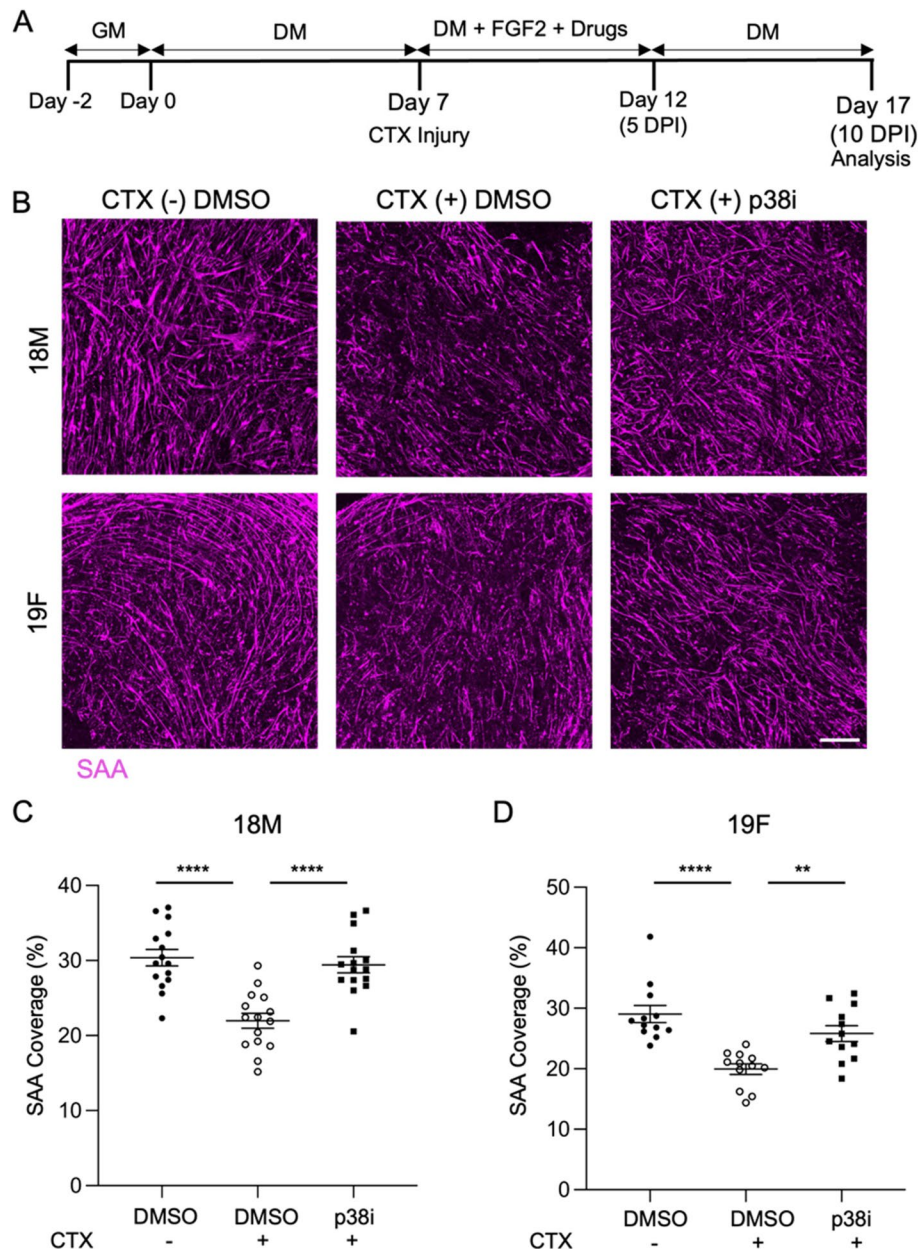 A
GM DM DM + FGF2 + Drugs DM
Day -2 Day 0 Day 7 Day 12 Day 17
CTX Injury (5 DPI) (10 DPI)
Analysis
B
CTX (-) DMSO CTX (+) DMSO CTX (+) p38i
18M
19F
SAA
C
18M
**** ****
SAA Coverage (%)
40
30
20
10
0
DMSO DMSO p38i
CTX - + +
D
19F
**** **
SAA Coverage (%)
50
40
30
20
10
0
DMSO DMSO p38i
CTX - + +